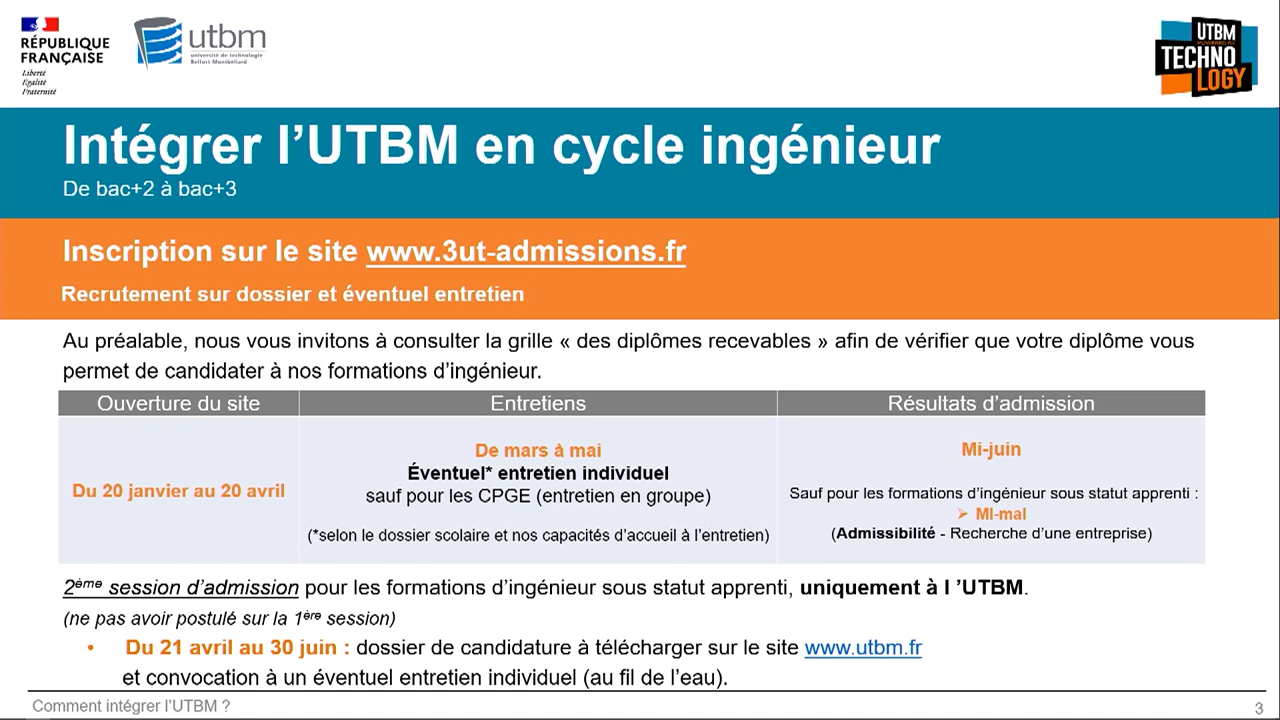 RÉPUBLIQUE
FRANÇAISE
Liberté
Égalité
Fraternité
utbm
université de technologie
Belfort-Montbéliard
UTBM
TECHNO
LOGY
Intégrer l’UTBM en cycle ingénieur
De bac+2 à bac+3
Inscription sur le site www.3ut-admissions.fr
Recrutement sur dossier et éventuel entretien
Au préalable, nous vous invitons à consulter la grille « des diplômes recevables » afin de vérifier que votre diplôme vous
permet de candidater à nos formations d’ingénieur.
Ouverture du site
Entretiens
Résultats d’admission
Du 20 janvier au 20 avril
De mars à mai
Éventuel* entretien individuel
sauf pour les CPGE (entretien en groupe)
(*selon le dossier scolaire et nos capacités d’accueil à l’entretien)
Mi-juin
Sauf pour les formations d’ingénieur sous statut apprenti :
➢ MI-mai
(Admissibilité - Recherche d’une entreprise)
2ème session d’admission pour les formations d’ingénieur sous statut apprenti, uniquement à l ’UTBM.
(ne pas avoir postulé sur la 1ère session)
• Du 21 avril au 30 juin : dossier de candidature à télécharger sur le site www.utbm.fr
et convocation à un éventuel entretien individuel (au fil de l’eau).
Comment intégrer l’UTBM ?
3